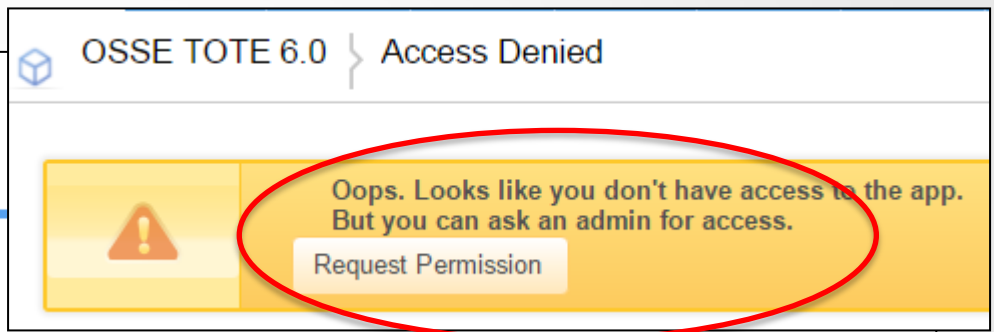 OSSE TOTE 6.0 Access Denied
Oops. Looks like you don't have access to the app.
But you can ask an admin for access.
Request Permission